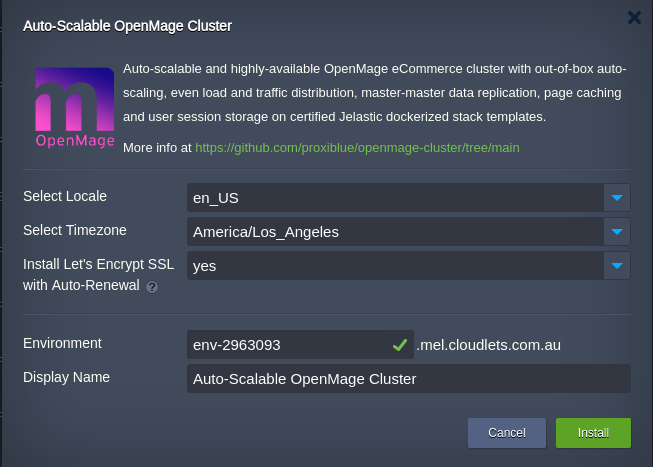 Auto-Scalable OpenMage Cluster
Auto-scalable and highly-available OpenMage eCommerce cluster with out-of-box auto-
scaling, even load and traffic distribution, master-master data replication, page caching
and user session storage on certified Jelastic dockerized stack templates.
OpenMage
More info at https://github.com/proxiblue/openmage-cluster/tree/main
Select Locale en_US
Select Timezone America/Los_Angeles
Install Let's Encrypt SSL yes
with Auto-Renewal ?
Environment env-2963093 .mel.cloudlets.com.au
Display Name Auto-Scalable OpenMage Cluster
Cancel Install